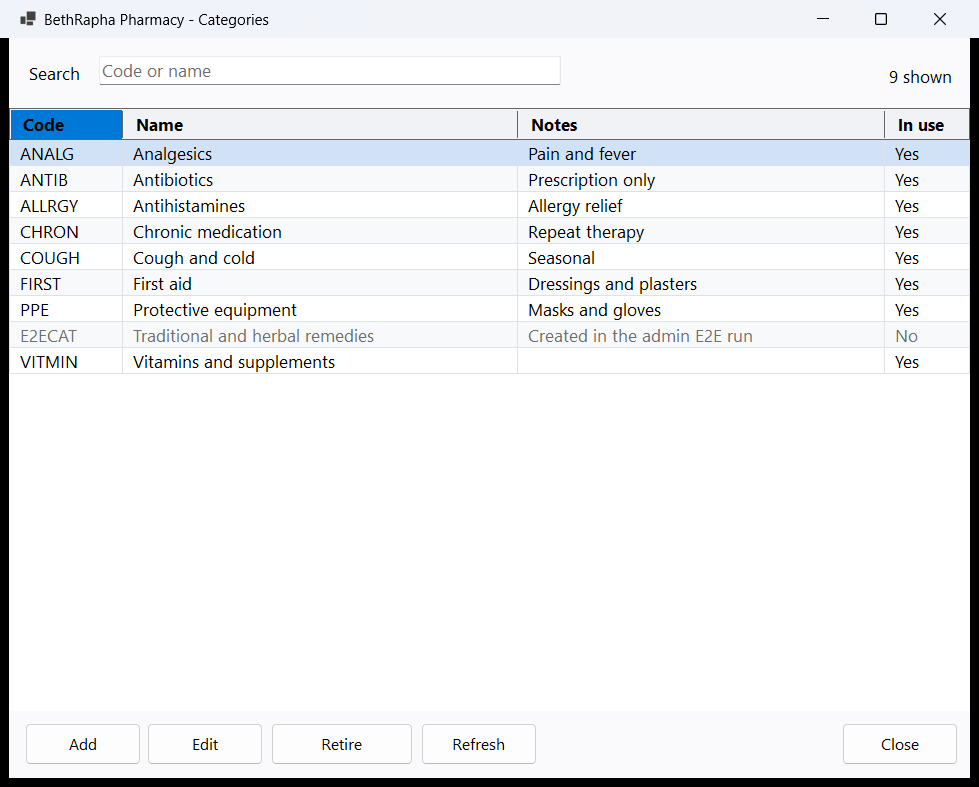 BethRapha Pharmacy - Categories
Search Code or name 9 shown
Code Name Notes In use
ANALG Analgesics Pain and fever Yes
ANTIB Antibiotics Prescription only Yes
ALLRGY Antihistamines Allergy relief Yes
CHRON Chronic medication Repeat therapy Yes
COUGH Cough and cold Seasonal Yes
FIRST First aid Dressings and plasters Yes
PPE Protective equipment Masks and gloves Yes
E2ECAT Traditional and herbal remedies Created in the admin E2E run No
VITMIN Vitamins and supplements Yes
Add Edit Retire Refresh Close